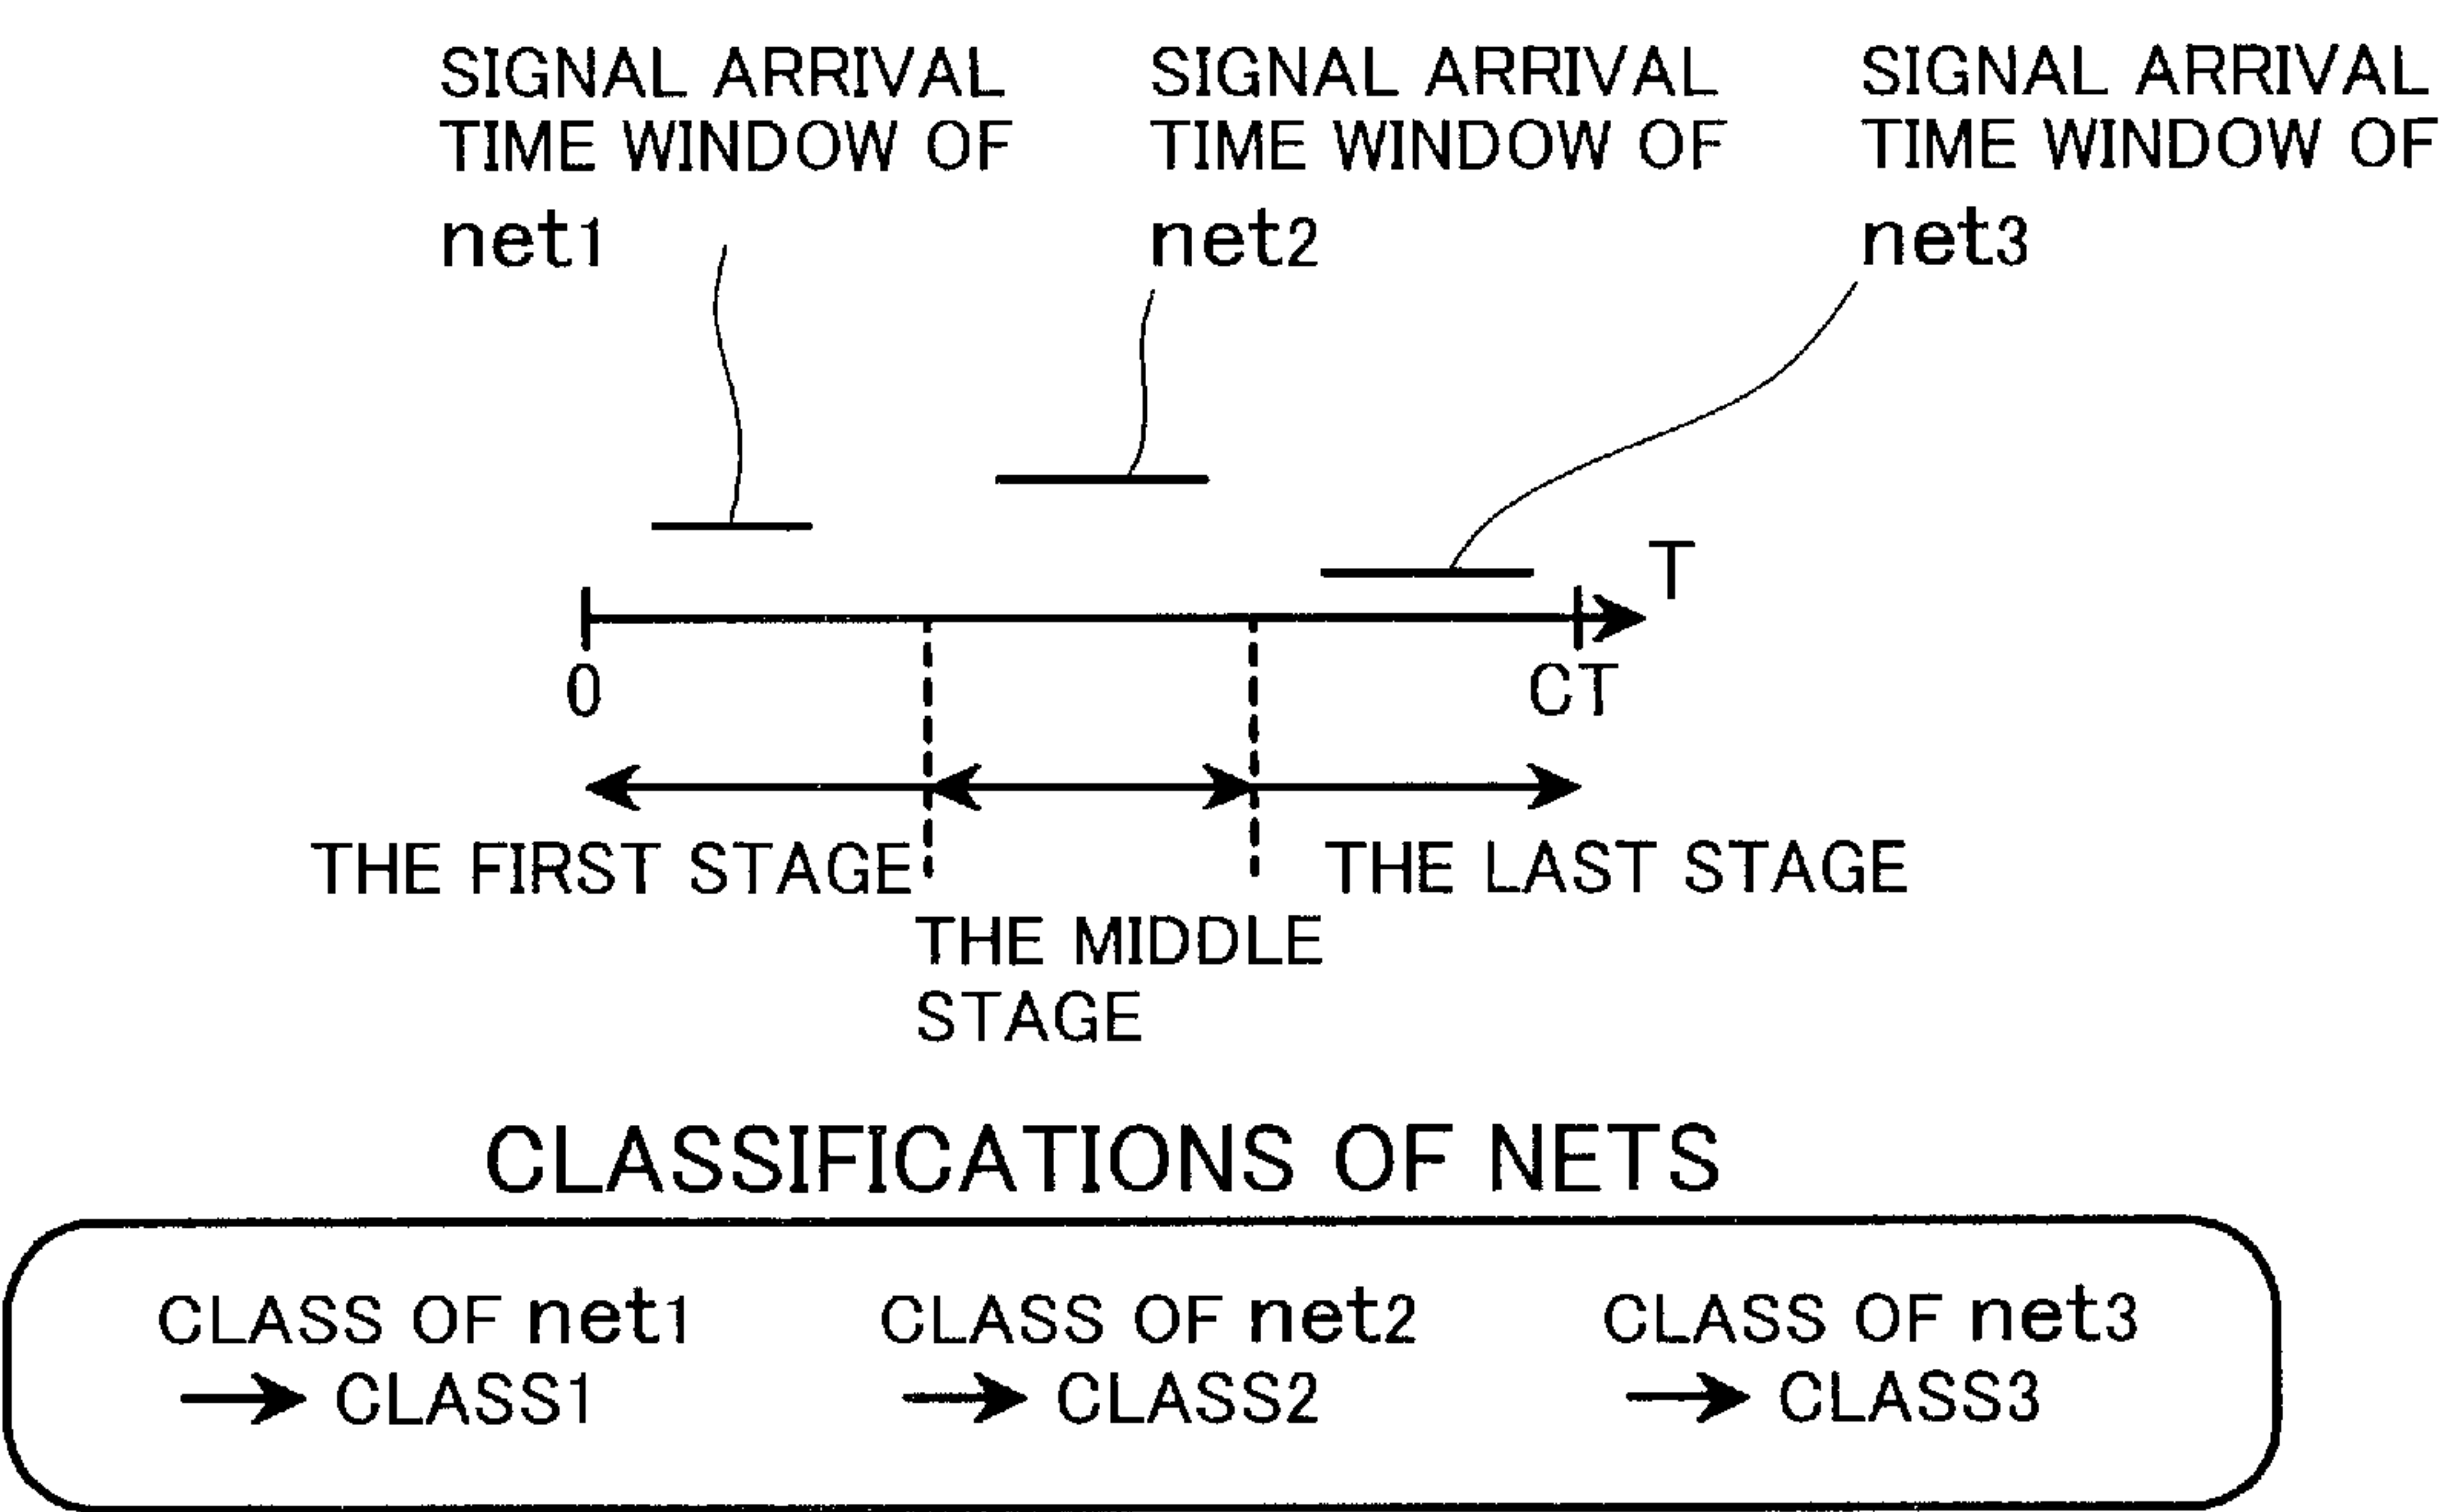 SIGNAL ARRIVAL
TIME WINDOW OF
net1
SIGNAL ARRIVAL
TIME WINDOW OF
net2
SIGNAL ARRIVAL
TIME WINDOW OF
net3
T
0
CT
THE FIRST STAGE
THE MIDDLE
STAGE
THE LAST STAGE
CLASSIFICATIONS OF NETS
CLASS OF net1
→ CLASS1
CLASS OF net2
→ CLASS2
CLASS OF net3
→ CLASS3